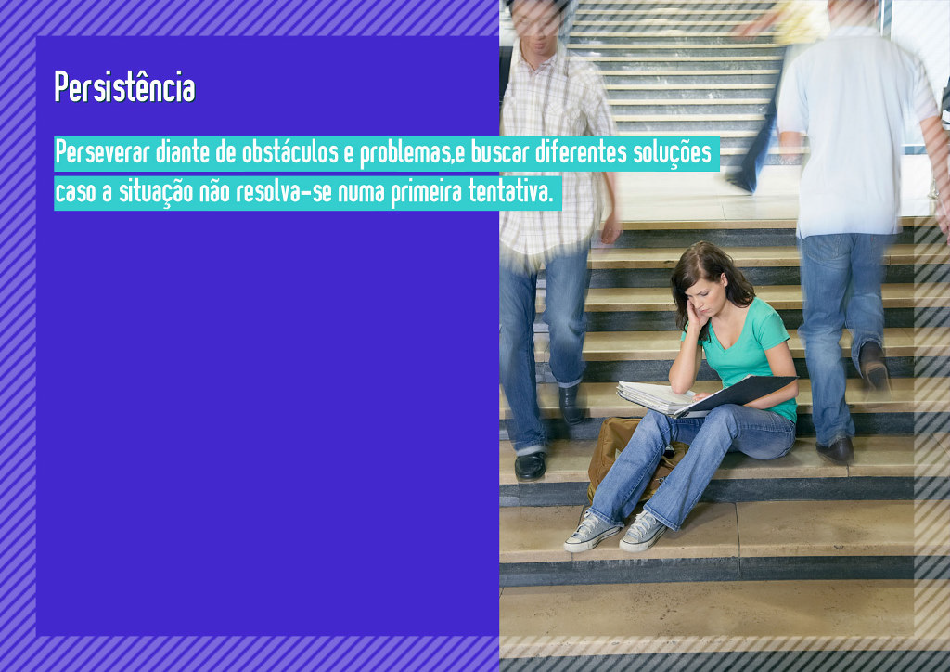 Persistência
Perseverar diante de obstáculos e problemas,e buscar diferentes soluções
caso a situação não resolva-se numa primeira tentativa.